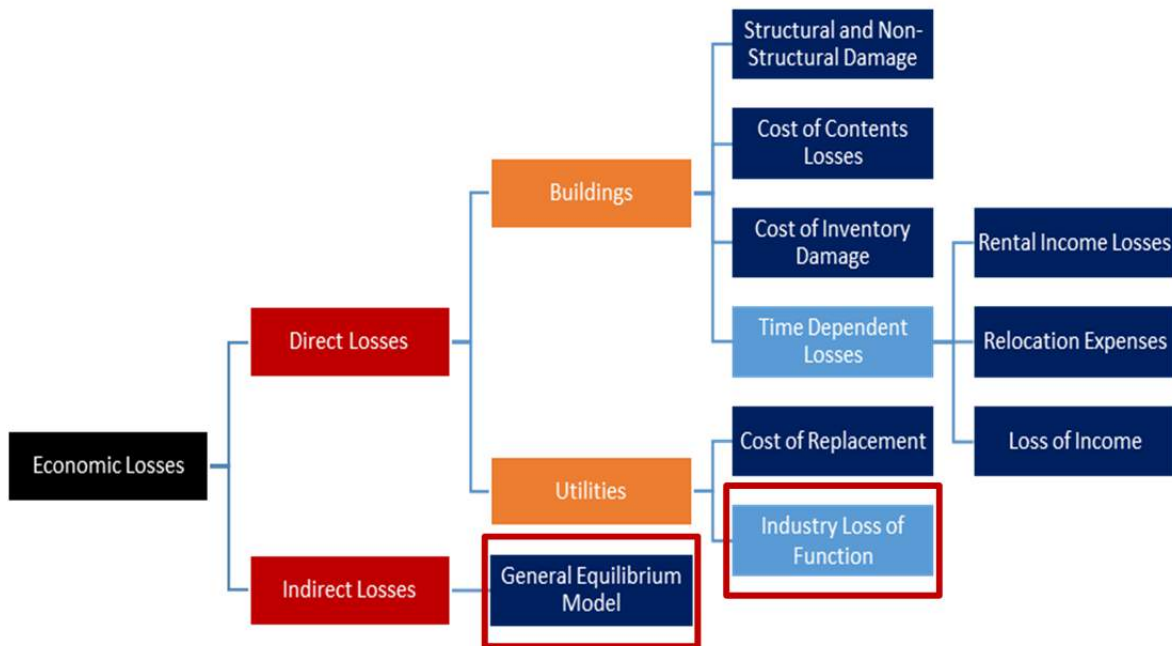 Structural and Non-
Structural Damage
Cost of Contents
Losses
Buildings
Cost of Inventory
Damage
Rental Income Losses
Direct Losses
Time Dependent
Losses
Relocation Expenses
Cost of Replacement
Loss of Income
Economic Losses
Utilities
Industry Loss of
Function
Indirect Losses
General Equilibrium
Model